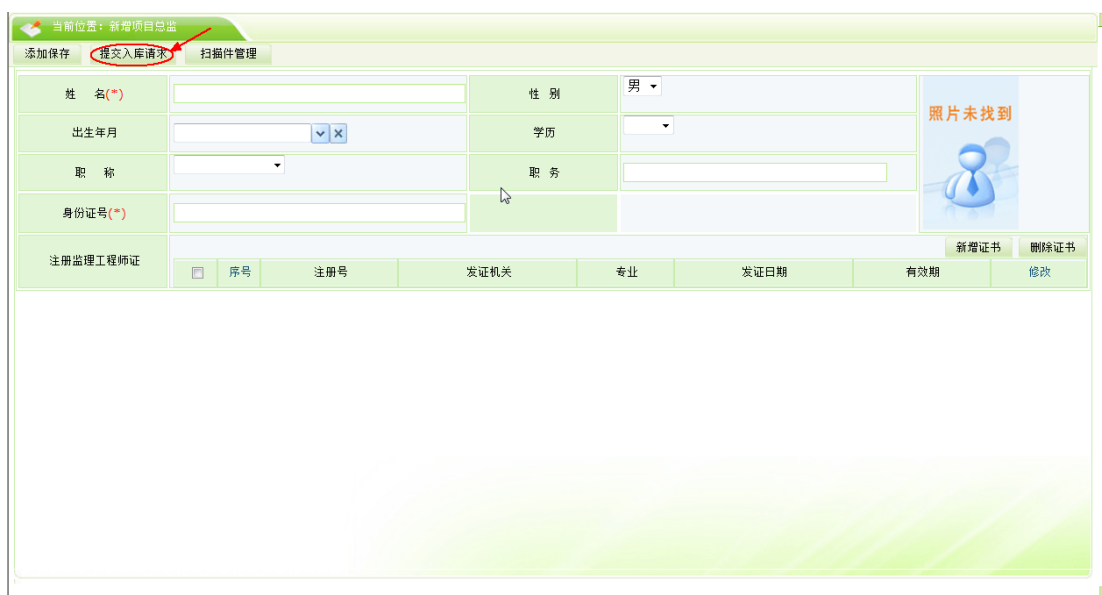 当前位置：新增项目总监
添加保存 提交入库请求 扫描件管理
姓 名(*) 性 别 男
照片未找到
出生年月 学历
职 称 职 务
身份证号(*)
注册监理工程师证 新增证书 删除证书
序号 注册号 发证机关 专业 发证日期 有效期 修改